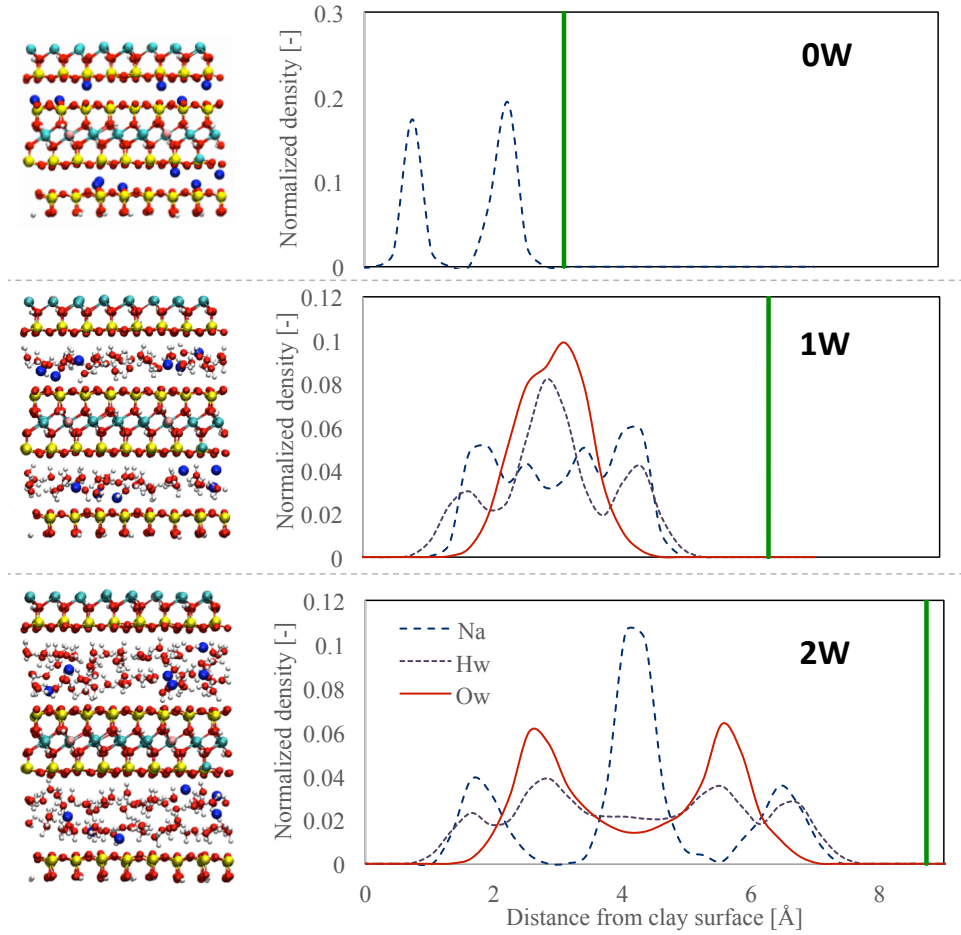 0.3
0.2
0.1
0
Normalized density [-]
0W
0.12
0.1
0.08
0.06
0.04
0.02
0
Normalized density [-]
1W
0.12
0.1
0.08
0.06
0.04
0.02
0
Normalized density [-]
Na
Hw
Ow
2W
0 2 4 6 8
Distance from clay surface [Å]